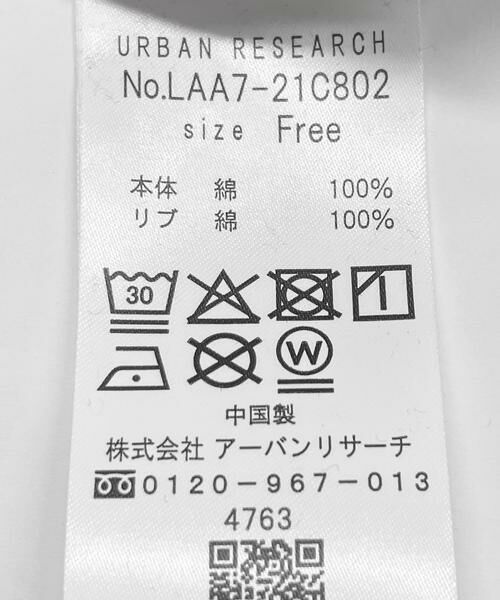 URBAN RESEARCH
No.LAA7-21C802
size Free
本体 綿 100%
リブ 綿 100%
30
W
中国製
株式会社 アーバンリサーチ
0120-967-013
4763